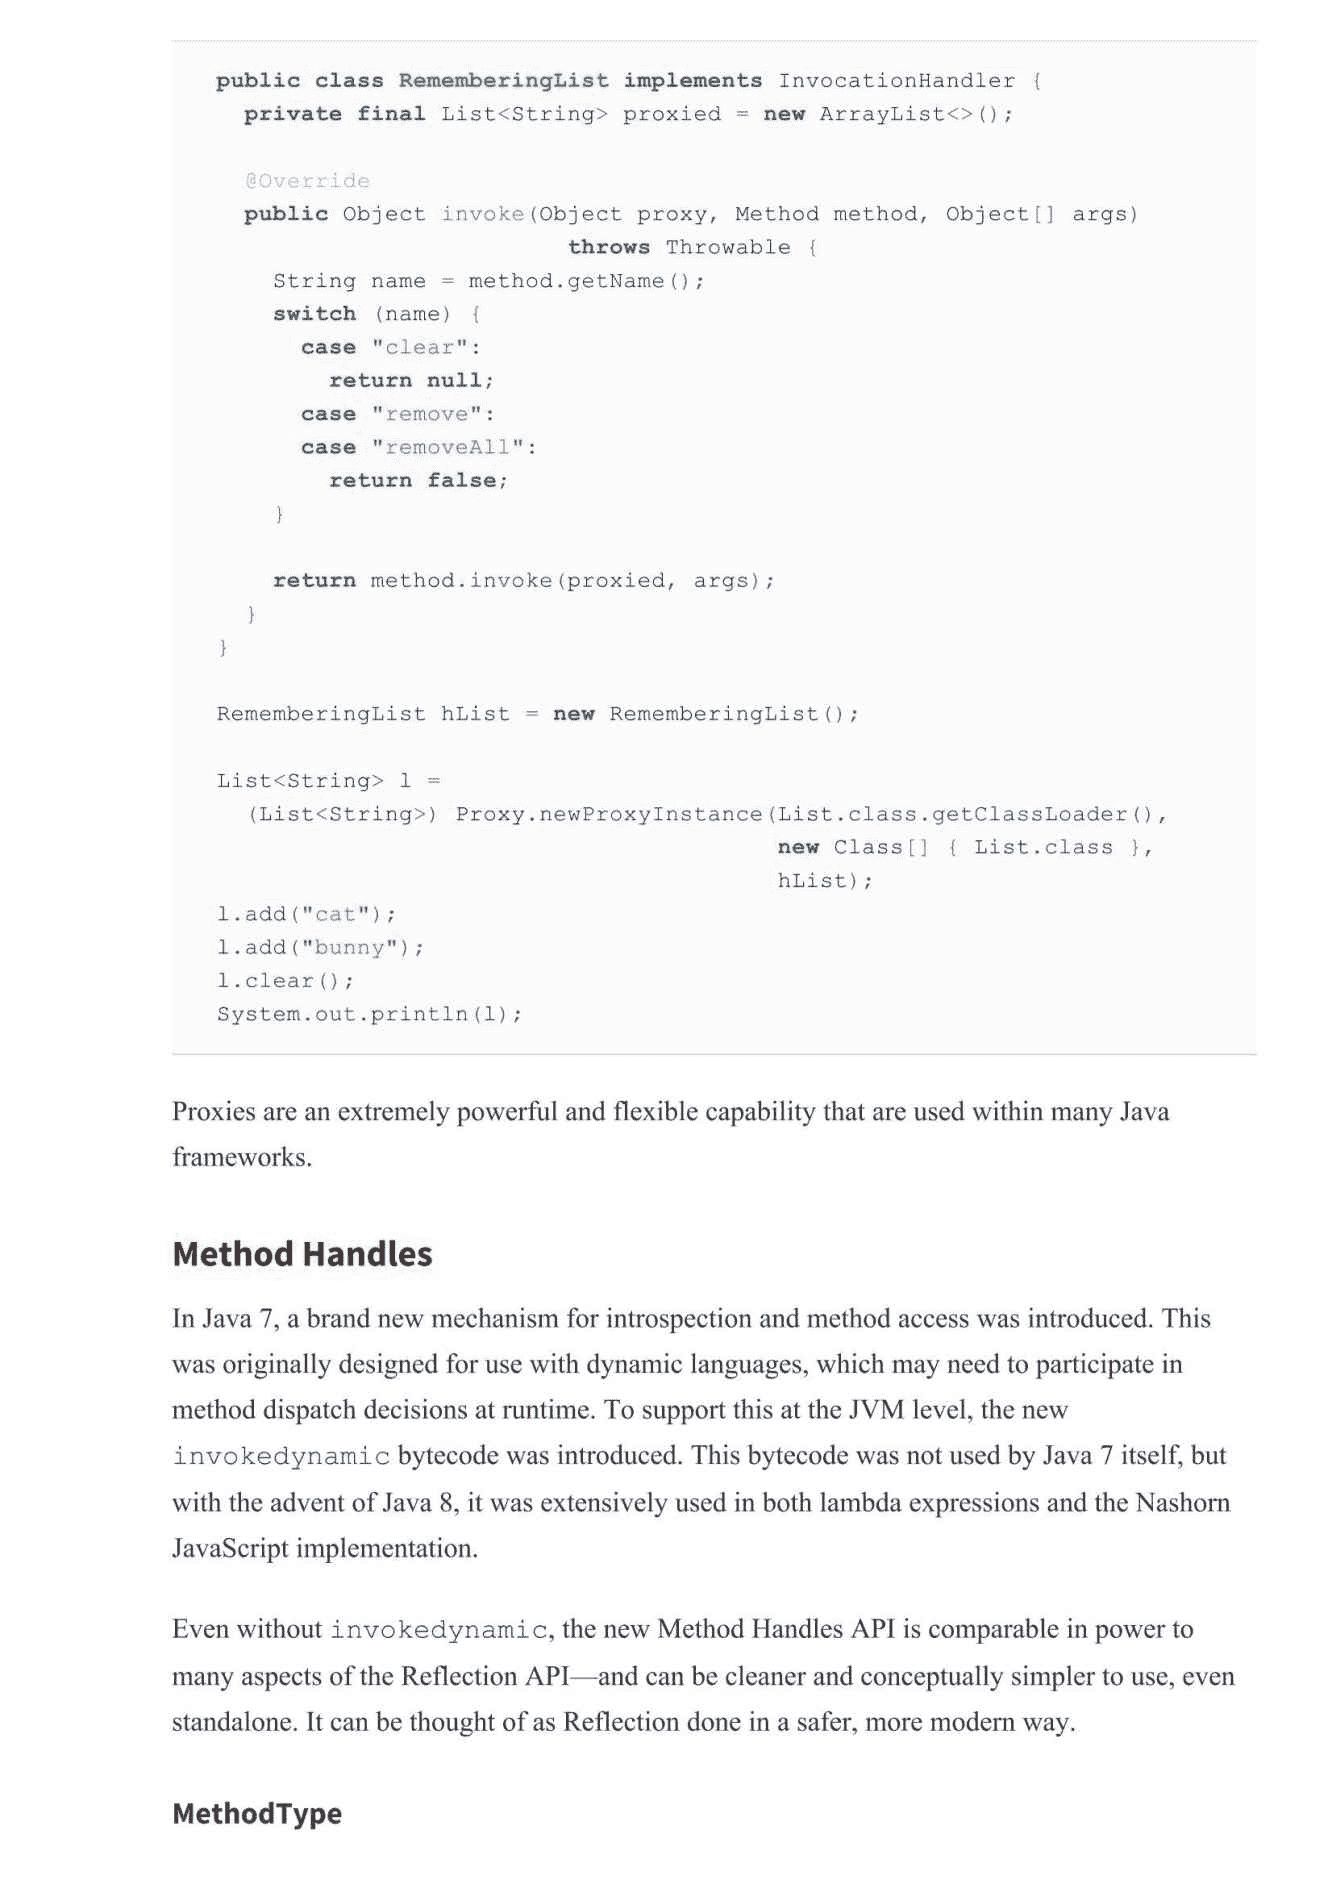 public class RememberingList implements InvocationHandler {
  private final List<String> proxied = new ArrayList<>();

  @Override
  public Object invoke(Object proxy, Method method, Object[] args)
                         throws Throwable {
    String name = method.getName();
    switch (name) {
      case "clear":
        return null;
      case "remove":
      case "removeAll":
        return false;
    }

    return method.invoke(proxied, args);
  }
}

RememberingList hList = new RememberingList();

List<String> l =
  (List<String>) Proxy.newProxyInstance(List.class.getClassLoader(),
                                        new Class[] { List.class },
                                        hList);
l.add("cat");
l.add("bunny");
l.clear();
System.out.println(l);

Proxies are an extremely powerful and flexible capability that are used within many Java
frameworks.

Method Handles

In Java 7, a brand new mechanism for introspection and method access was introduced. This
was originally designed for use with dynamic languages, which may need to participate in
method dispatch decisions at runtime. To support this at the JVM level, the new
invokedynamic bytecode was introduced. This bytecode was not used by Java 7 itself, but
with the advent of Java 8, it was extensively used in both lambda expressions and the Nashorn
JavaScript implementation.

Even without invokedynamic, the new Method Handles API is comparable in power to
many aspects of the Reflection API—and can be cleaner and conceptually simpler to use, even
standalone. It can be thought of as Reflection done in a safer, more modern way.

MethodType